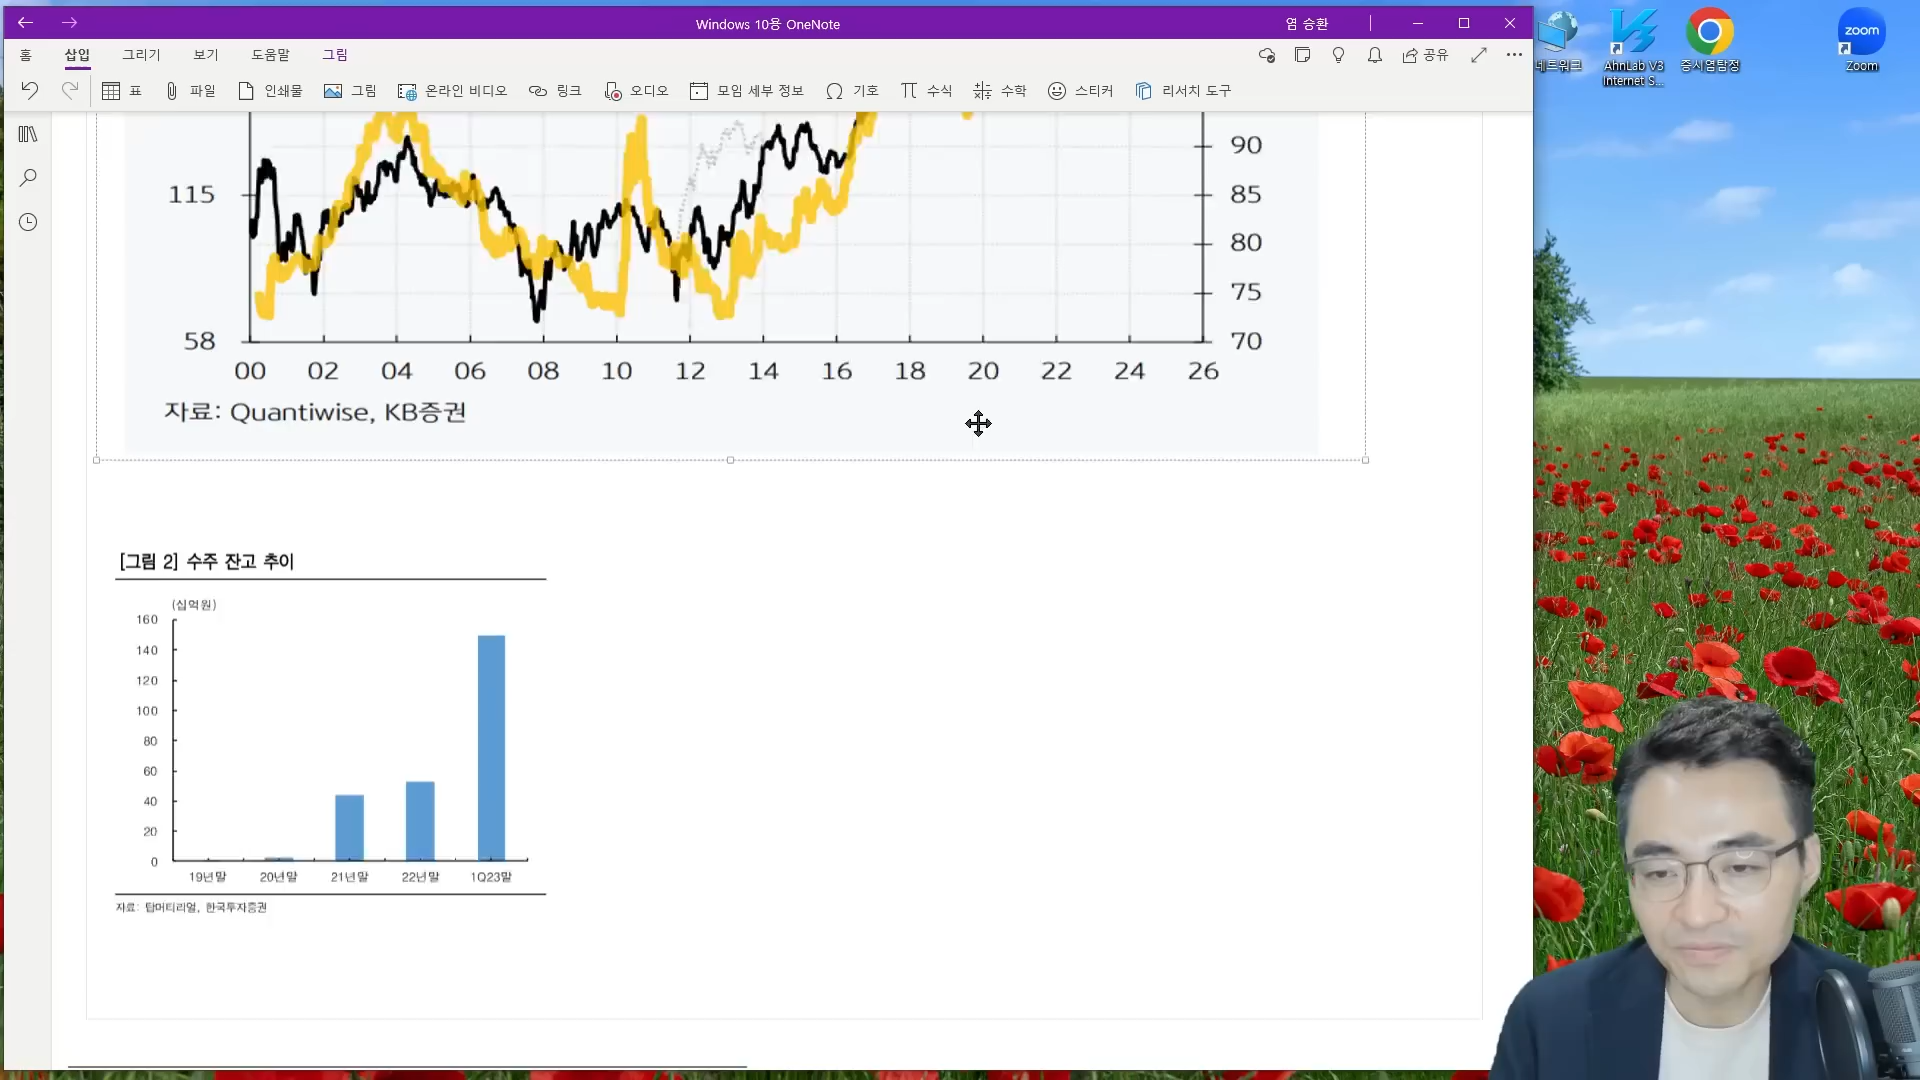 Windows 10용 OneNote
염 승환
홈 삽입 그리기 보기 도움말 그림
공유
표 파일 인쇄물 그림 온라인 비디오 링크 오디오 모임 세부 정보 기호 수식 수학 스티커 리서치 도구
네트워크
AhnLab V3
Internet S...
증시염탐정
zoom
Zoom
90
115
85
80
75
58
70
00 02 04 06 08 10 12 14 16 18 20 22 24 26
자료: Quantiwise, KB증권
[그림 2] 수주 잔고 추이
(십억원)
160
140
120
100
80
60
40
20
0
19년말 20년말 21년말 22년말 1Q23말
자료: 탑머티리얼, 한국투자증권